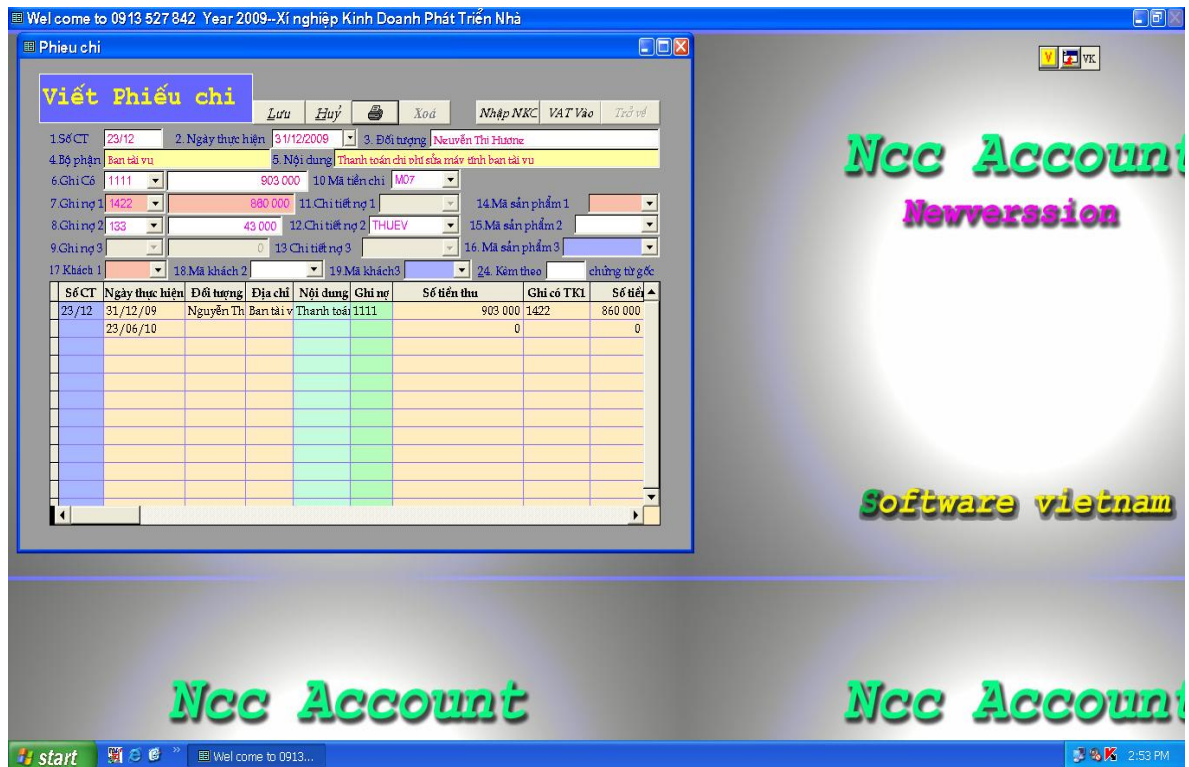 Wel come to 0913 527 842 Year 2009--Xí nghiệp Kinh Doanh Phát Triển Nhà
Phieu chi
Viết Phiếu chi
Lưu Huỷ Xoá Nhập NKC VAT Vào Trở về
V VK
1.Số CT 23/12 2. Ngày thực hiện 31/12/2009 3. Đối tượng Nguyễn Thi Hương
4.Bộ phận Ban tài vụ 5. Nội dung Thanh toán chi phí sửa máy tính ban tài vụ
6.Ghi Có 1111 903 000 10 Mã tiền chi M07
7.Ghi nợ 1 1422 860 000 11.Chi tiết nợ 1 14.Mã sản phẩm 1
8.Ghi nợ 2 133 43 000 12.Chi tiết nợ 2 THUEV 15.Mã sản phẩm 2
9.Ghi nợ 3 0 13 Chi tiết nợ 3 16. Mã sản phẩm 3
17 Khách 1 18.Mã khách 2 19.Mã khách3 24. Kèm theo chứng từ gốc
Số CT Ngày thực hiện Đối tượng Địa chỉ Nội dung Ghi nợ Số tiền thu Ghi có TK1 Số tiề
23/12 31/12/09 Nguyễn Th Ban tài v Thanh toái 1111 903 000 1422 860 000
23/06/10 0 0
Ncc Account
Newverssion
Software vietnam
Ncc Account
Ncc Account
start Wel come to 0913... 2:53 PM